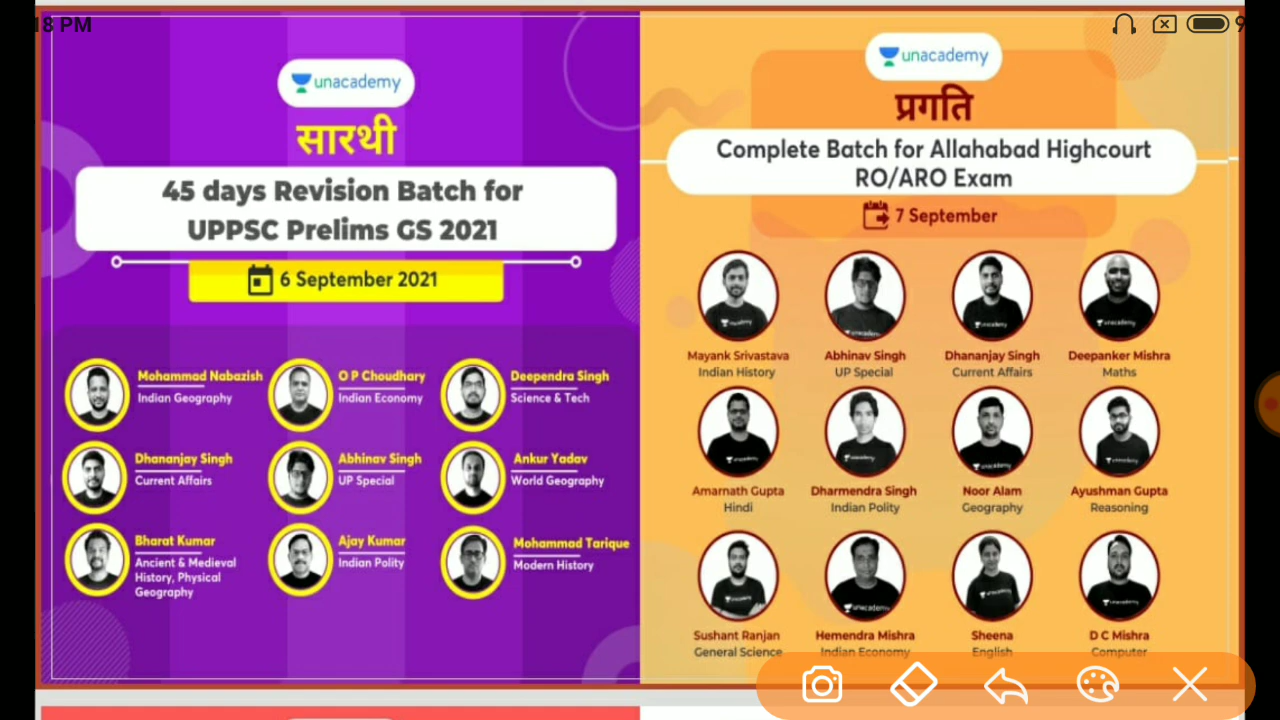 18 PM
9
unacademy
सारथी
45 days Revision Batch for
UPPSC Prelims GS 2021
6 September 2021
Mohammad Nabazish
Indian Geography
O P Choudhary
Indian Economy
Deependra Singh
Science & Tech
Dhananjay Singh
Current Affairs
Abhinav Singh
UP Special
Ankur Yadav
World Geography
Bharat Kumar
Ancient & Medieval
History, Physical
Geography
Ajay Kumar
Indian Polity
Mohammad Tarique
Modern History
unacademy
प्रगति
Complete Batch for Allahabad Highcourt
RO/ARO Exam
7 September
Mayank Srivastava
Indian History
Abhinav Singh
UP Special
Dhananjay Singh
Current Affairs
Deepanker Mishra
Maths
Amarnath Gupta
Hindi
Dharmendra Singh
Indian Polity
Noor Alam
Geography
Ayushman Gupta
Reasoning
Sushant Ranjan
General Science
Hemendra Mishra
Indian Economy
Sheena
English
D C Mishra
Computer